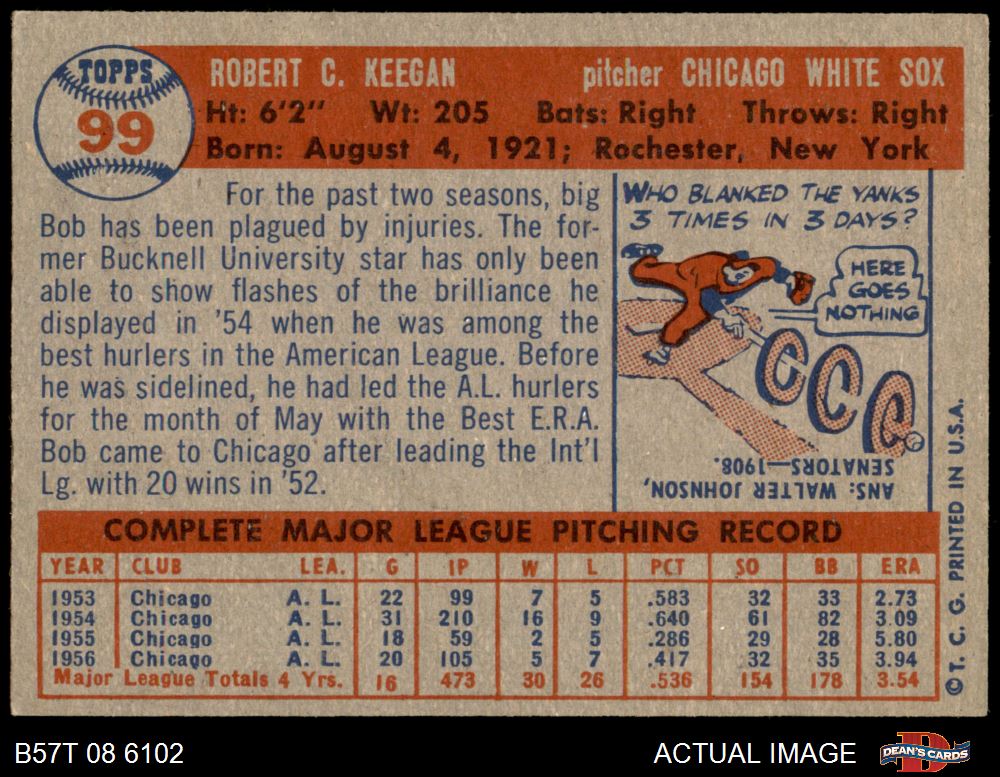 TOPPS
99
ROBERT C. KEEGAN pitcher CHICAGO WHITE SOX
Ht: 6'2" Wt: 205 Bats: Right Throws: Right
Born: August 4, 1921; Rochester, New York
For the past two seasons, big
Bob has been plagued by injuries. The for-
mer Bucknell University star has only been
able to show flashes of the brilliance he
displayed in '54 when he was among the
best hurlers in the American League. Before
he was sidelined, he had led the A.L. hurlers
for the month of May with the Best E.R.A.
Bob came to Chicago after leading the Int'l
Lg. with 20 wins in '52.
WHO BLANKED THE YANKS
3 TIMES IN 3 DAYS?
HERE
GOES
NOTHING
ANS: WALTER JOHNSON,
SENATORS—1908.
COMPLETE MAJOR LEAGUE PITCHING RECORD
YEAR CLUB LEA. G IP W L PCT SO BB ERA
1953 Chicago A. L. 22 99 7 5 .583 32 33 2.73
1954 Chicago A. L. 31 210 16 9 .640 61 82 3.09
1955 Chicago A. L. 18 59 2 5 .286 29 28 5.80
1956 Chicago A. L. 20 105 5 7 .417 32 35 3.94
Major League Totals 4 Yrs. 16 473 30 26 .536 154 178 3.54
© T. C. G. PRINTED IN U.S.A.
B57T 08 6102 ACTUAL IMAGE DEAN'S CARDS